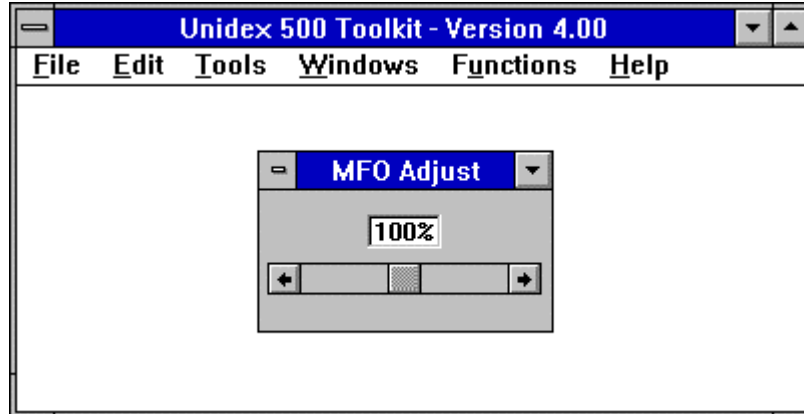 Unidex 500 Toolkit - Version 4.00
File Edit Tools Windows Functions Help
MFO Adjust
100%